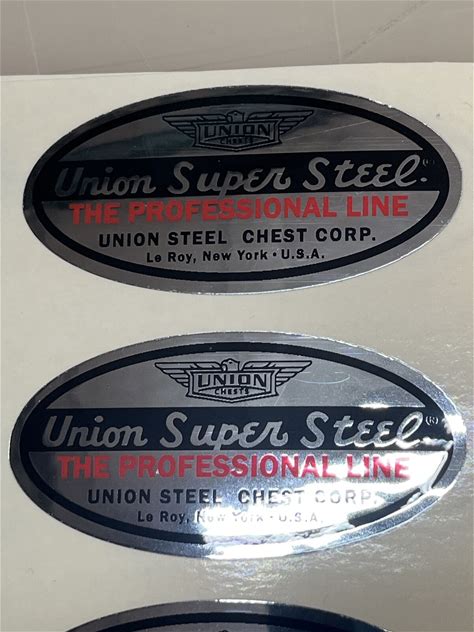 UNION
CHESTS
Union Super Steel.®
THE PROFESSIONAL LINE
UNION STEEL CHEST CORP.
Le Roy, New York · U.S.A.
UNION
CHESTS
Union Super Steel.®
THE PROFESSIONAL LINE
UNION STEEL CHEST CORP.
Le Roy, New York · U.S.A.